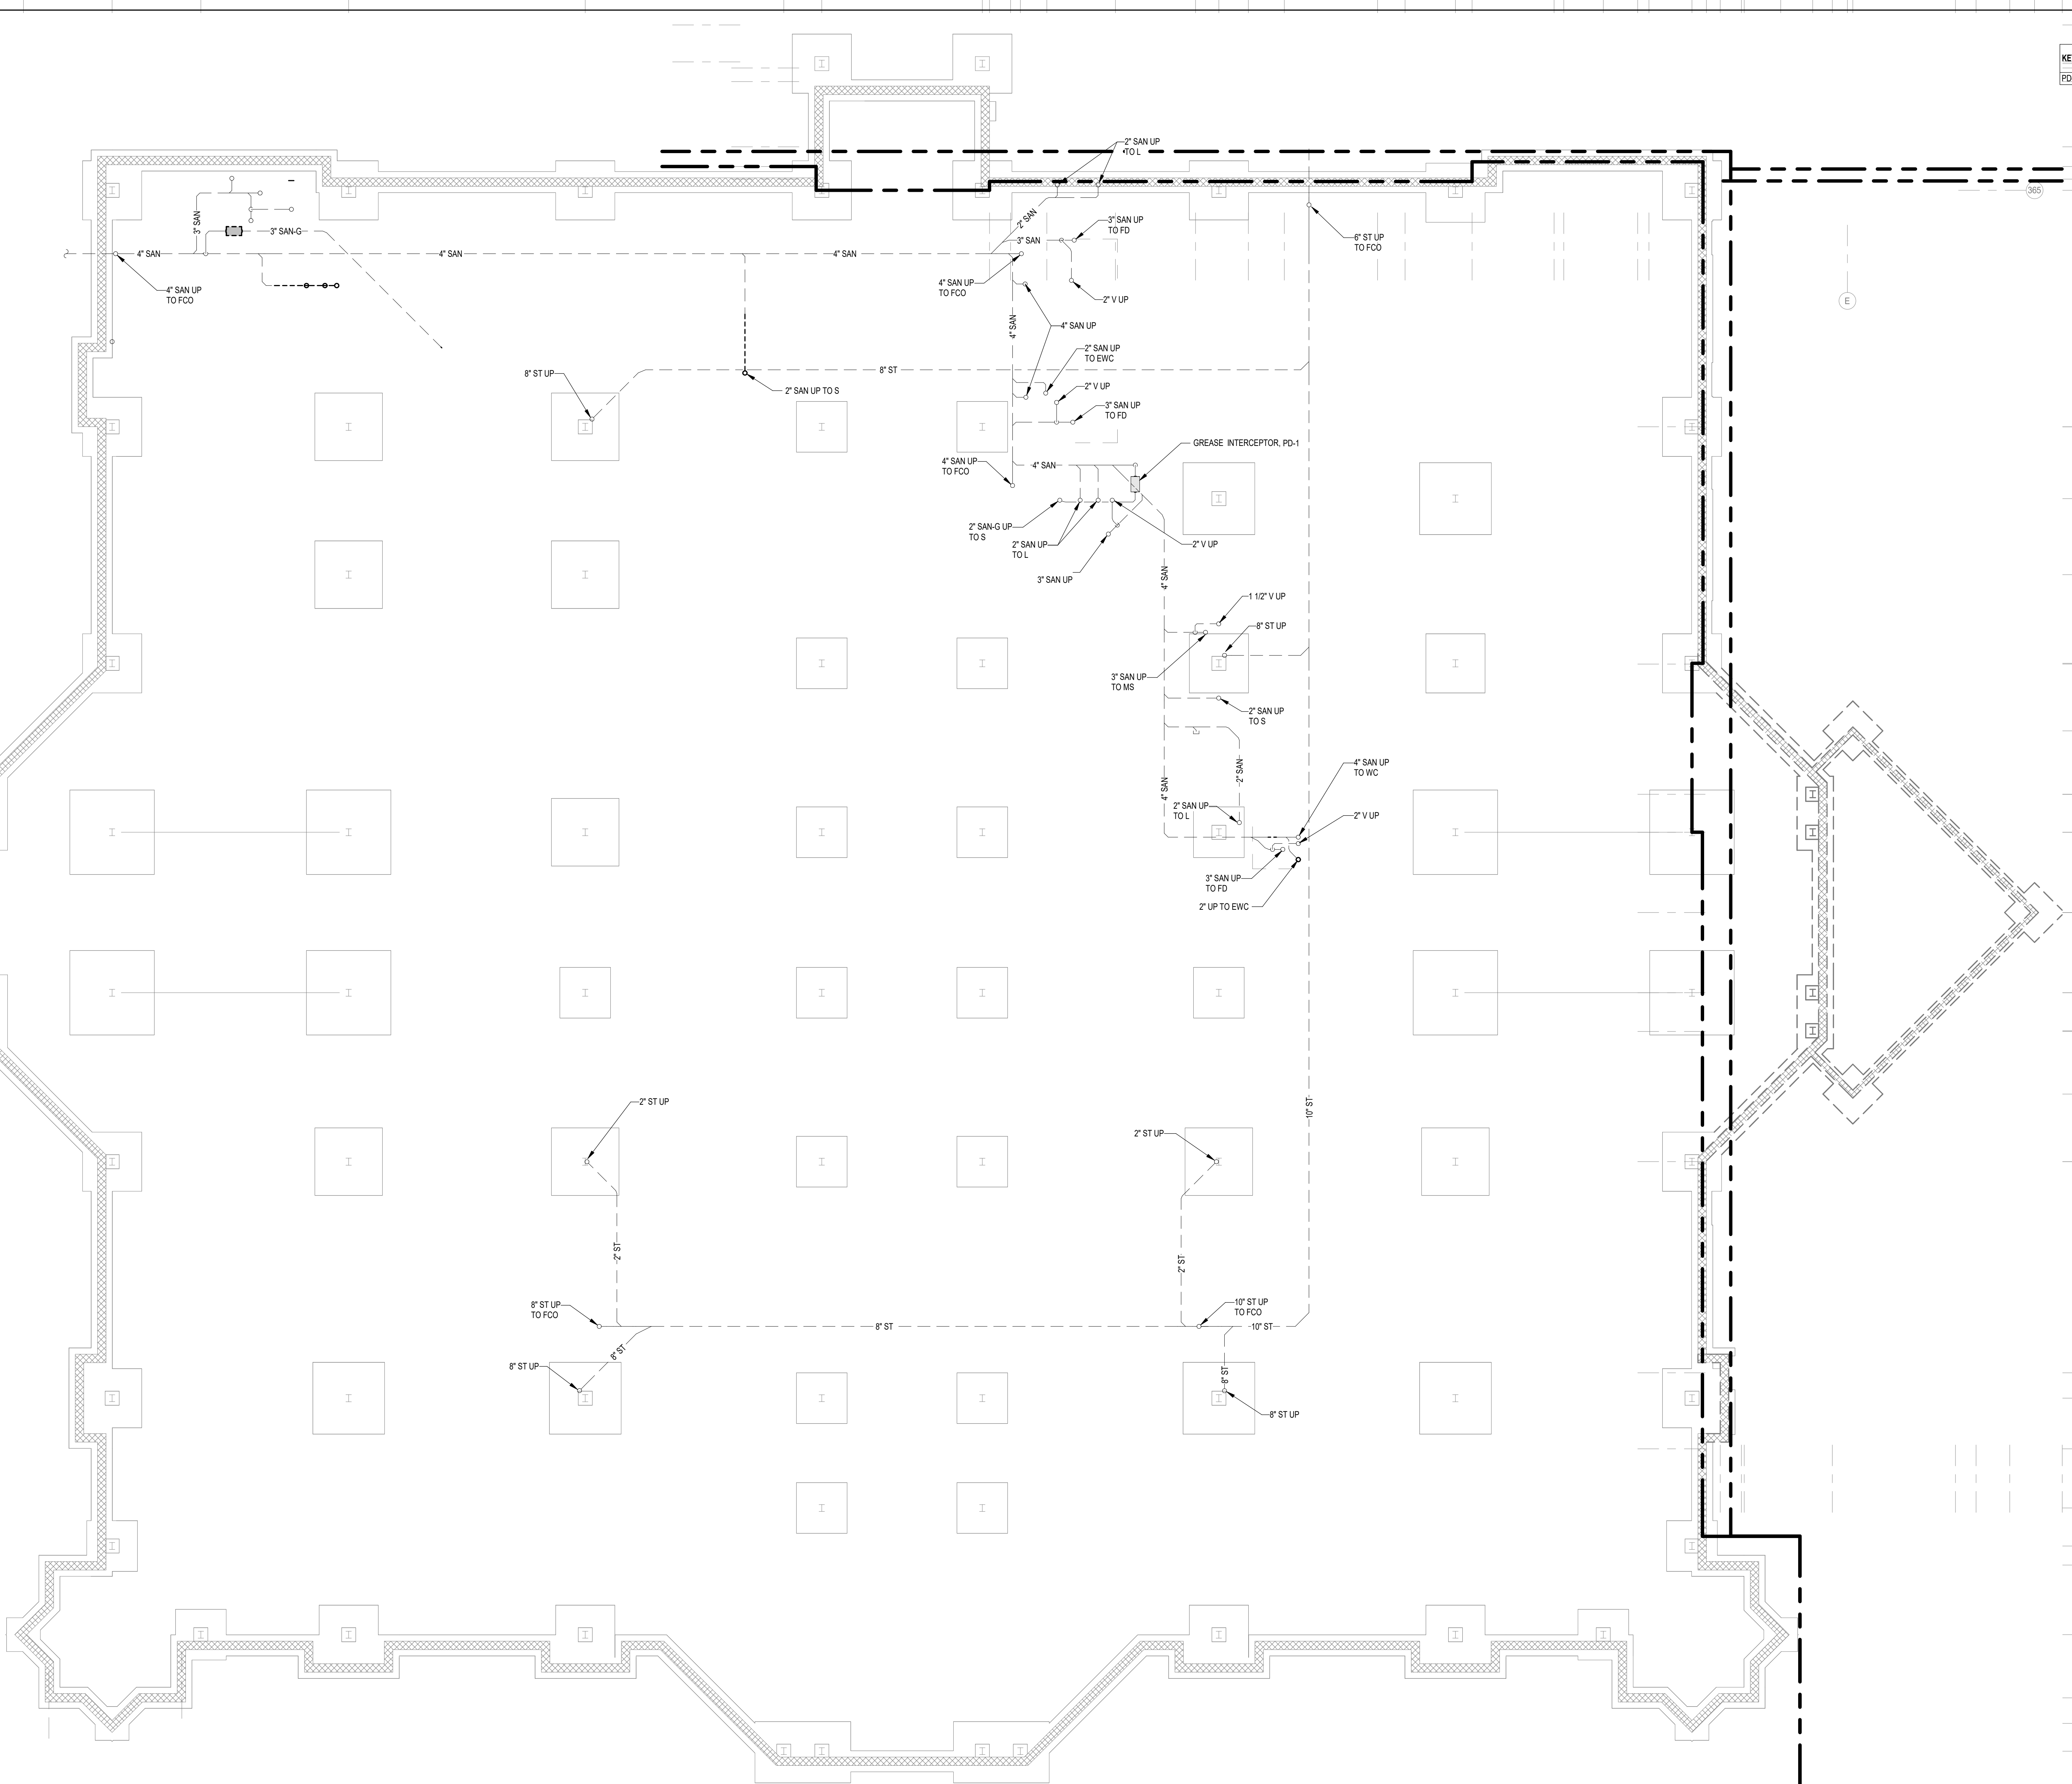 KE
PD
2" SAN UP
TO L
365
E
3" SAN
3" SAN-G
2" SAN
3" SAN
3" SAN UP
TO FD
6" ST UP
TO FCO
4" SAN
4" SAN
4" SAN
4" SAN UP
TO FCO
4" SAN UP
TO FCO
2" V UP
4" SAN
4" SAN UP
2" SAN UP
TO EWC
8" ST UP
8" ST
2" SAN UP TO S
2" V UP
3" SAN UP
TO FD
GREASE INTERCEPTOR, PD-1
4" SAN UP
TO FCO
4" SAN
2" SAN-G UP
TO S
2" SAN UP
TO L
2" V UP
3" SAN UP
4" SAN
1 1/2" V UP
8" ST UP
3" SAN UP
TO MS
2" SAN UP
TO S
4" SAN
2" SAN
4" SAN UP
TO WC
2" SAN UP
TO L
2" V UP
3" SAN UP
TO FD
2" UP TO EWC
2" ST UP
10" ST
2" ST UP
2" ST
2" ST
8" ST UP
TO FCO
10" ST UP
TO FCO
8" ST
10" ST
8" ST
8" ST UP
8" ST
8" ST UP